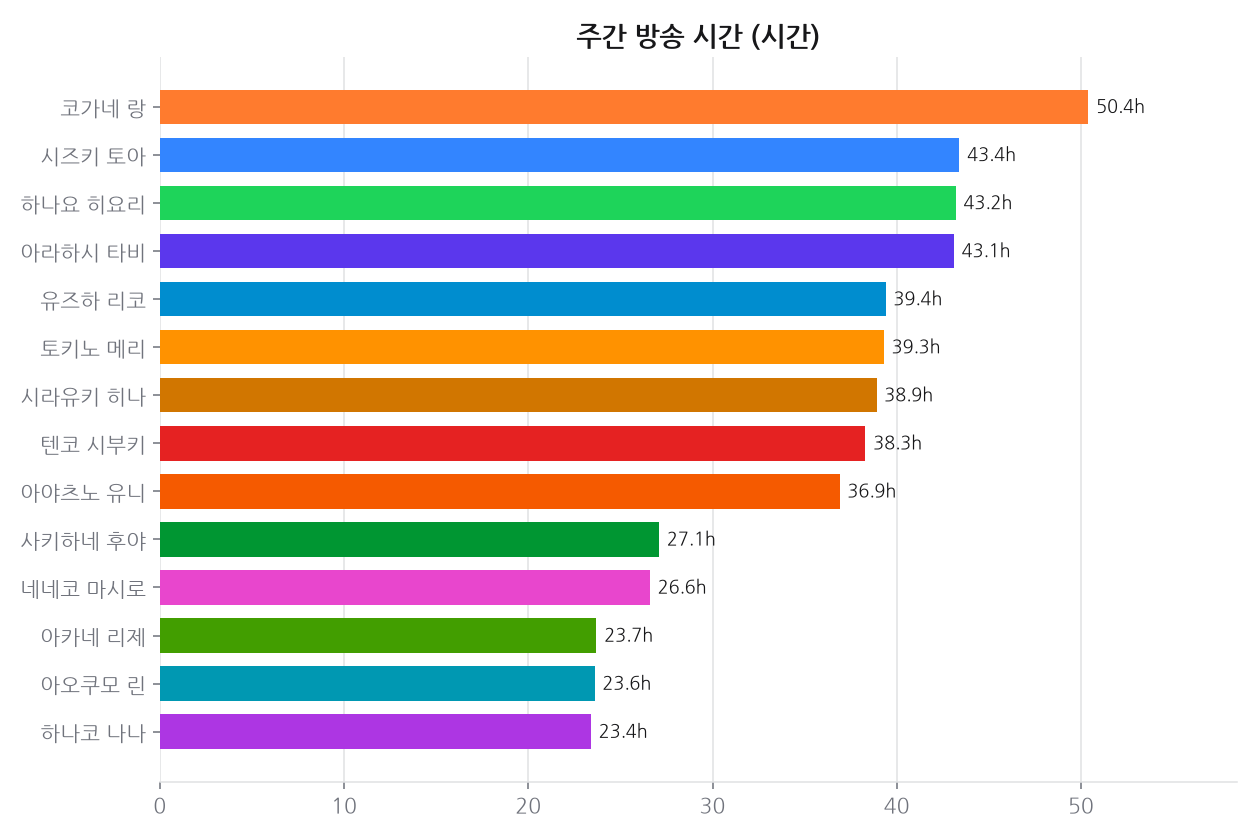 주간 방송 시간 (시간)
코가네 랑 50.4h
시즈키 토아 43.4h
하나요 히요리 43.2h
아라하시 타비 43.1h
유즈하 리코 39.4h
토키노 메리 39.3h
시라유키 히나 38.9h
텐코 시부키 38.3h
아야츠노 유니 36.9h
사키하네 후야 27.1h
네네코 마시로 26.6h
아카네 리제 23.7h
아오쿠모 린 23.6h
하나코 나나 23.4h
0 10 20 30 40 50